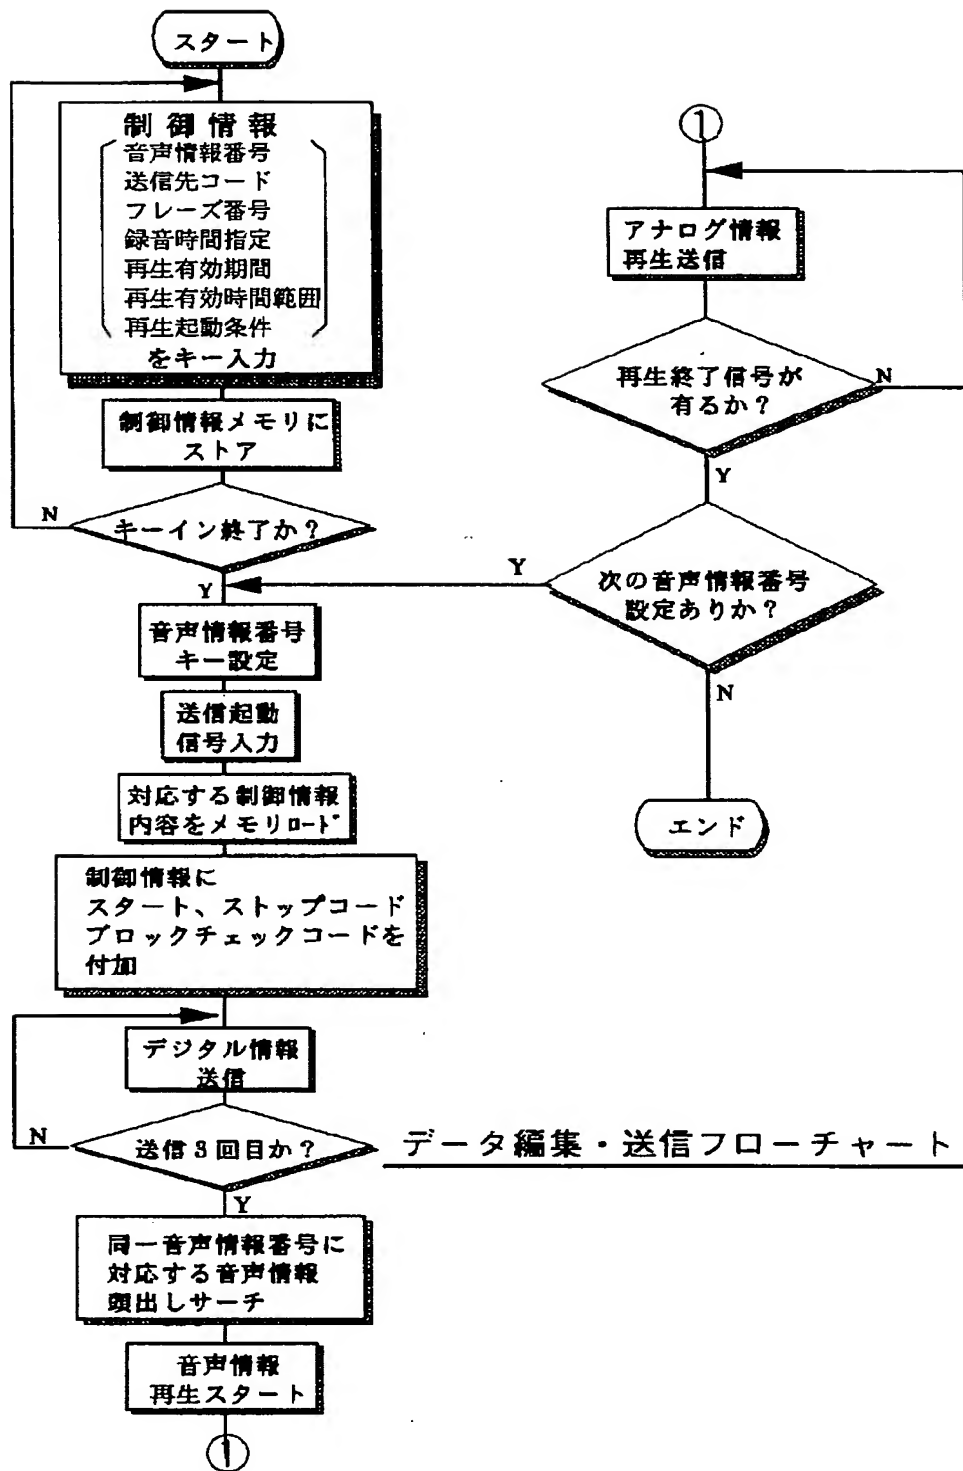 スタート
制御情報
音声情報番号
送信先コード
フレーズ番号
録音時間指定
再生有効期間
再生有効時間範囲
再生起動条件
をキー入力
制御情報メモリに
ストア
N
キーイン終了か?
Y
音声情報番号
キー設定
送信起動
信号入力
対応する制御情報
内容をメモリロード
制御情報に
スタート、ストップコード
ブロックチェックコードを
付加
デジタル情報
送信
N
送信3回目か?
Y
同一音声情報番号に
対応する音声情報
頭出しサーチ
音声情報
再生スタート
①
①
アナログ情報
再生送信
再生終了信号が
有るか?
N
Y
次の音声情報番号
設定ありか?
Y
N
エンド
データ編集・送信フローチャート